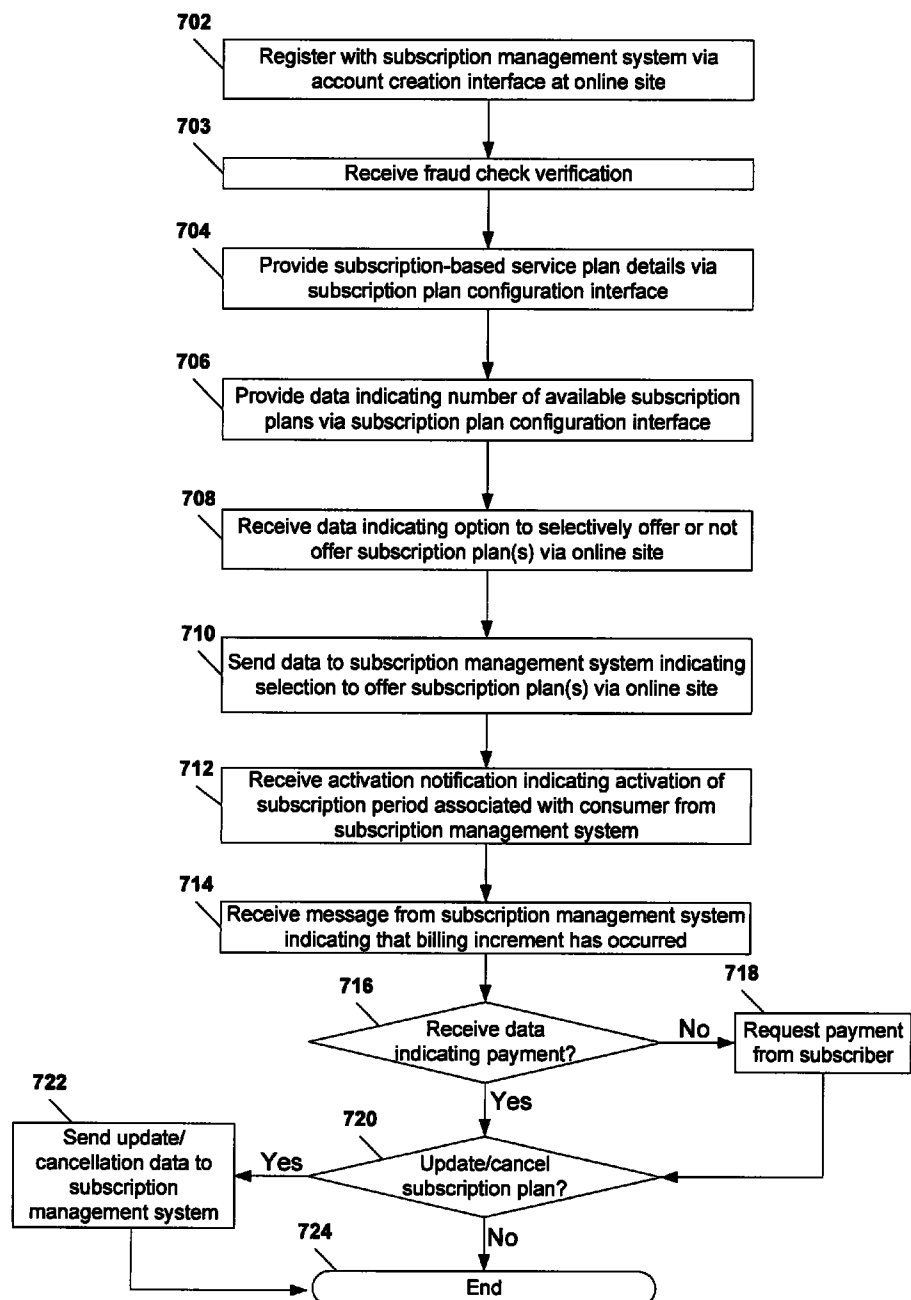 702
Register with subscription management system via
account creation interface at online site
703
Receive fraud check verification
704
Provide subscription-based service plan details via
subscription plan configuration interface
706
Provide data indicating number of available subscription
plans via subscription plan configuration interface
708
Receive data indicating option to selectively offer or not
offer subscription plan(s) via online site
710
Send data to subscription management system indicating
selection to offer subscription plan(s) via online site
712
Receive activation notification indicating activation of
subscription period associated with consumer from
subscription management system
714
Receive message from subscription management system
indicating that billing increment has occurred
716
Receive data
indicating payment?
No
718
Request payment
from subscriber
Yes
720
Update/cancel
subscription plan?
Yes
722
Send update/
cancellation data to
subscription
management system
No
724
End